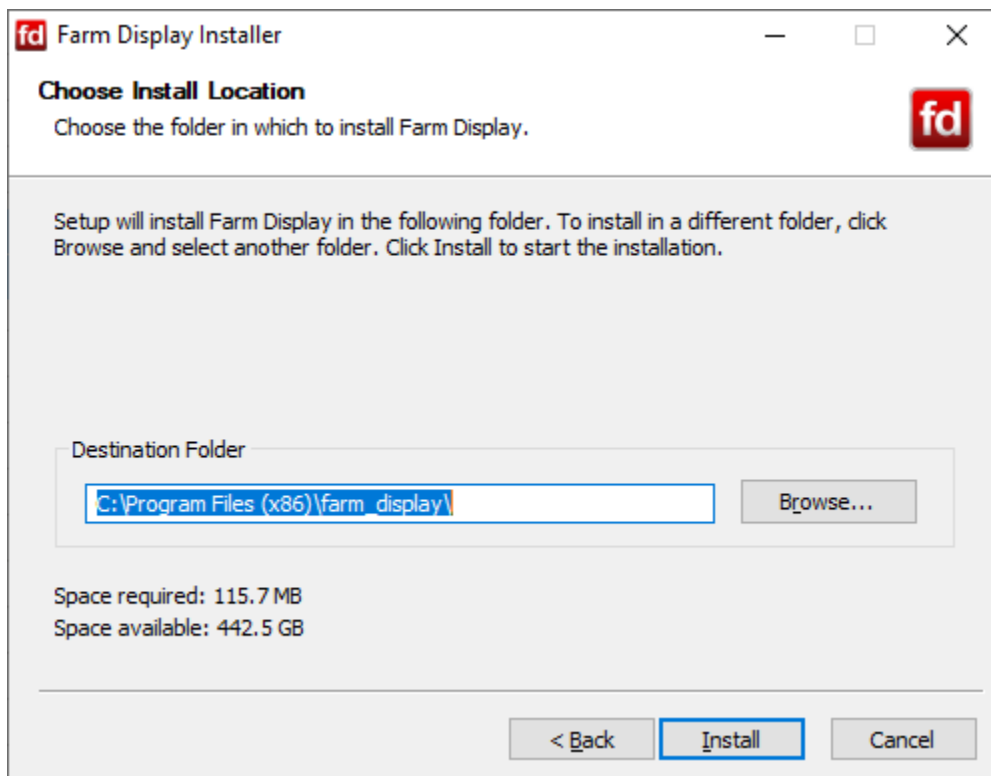 fd Farm Display Installer
Choose Install Location
Choose the folder in which to install Farm Display.
fd
Setup will install Farm Display in the following folder. To install in a different folder, click
Browse and select another folder. Click Install to start the installation.
Destination Folder
C:\Program Files (x86)\farm_display\
Browse...
Space required: 115.7 MB
Space available: 442.5 GB
< Back
Install
Cancel